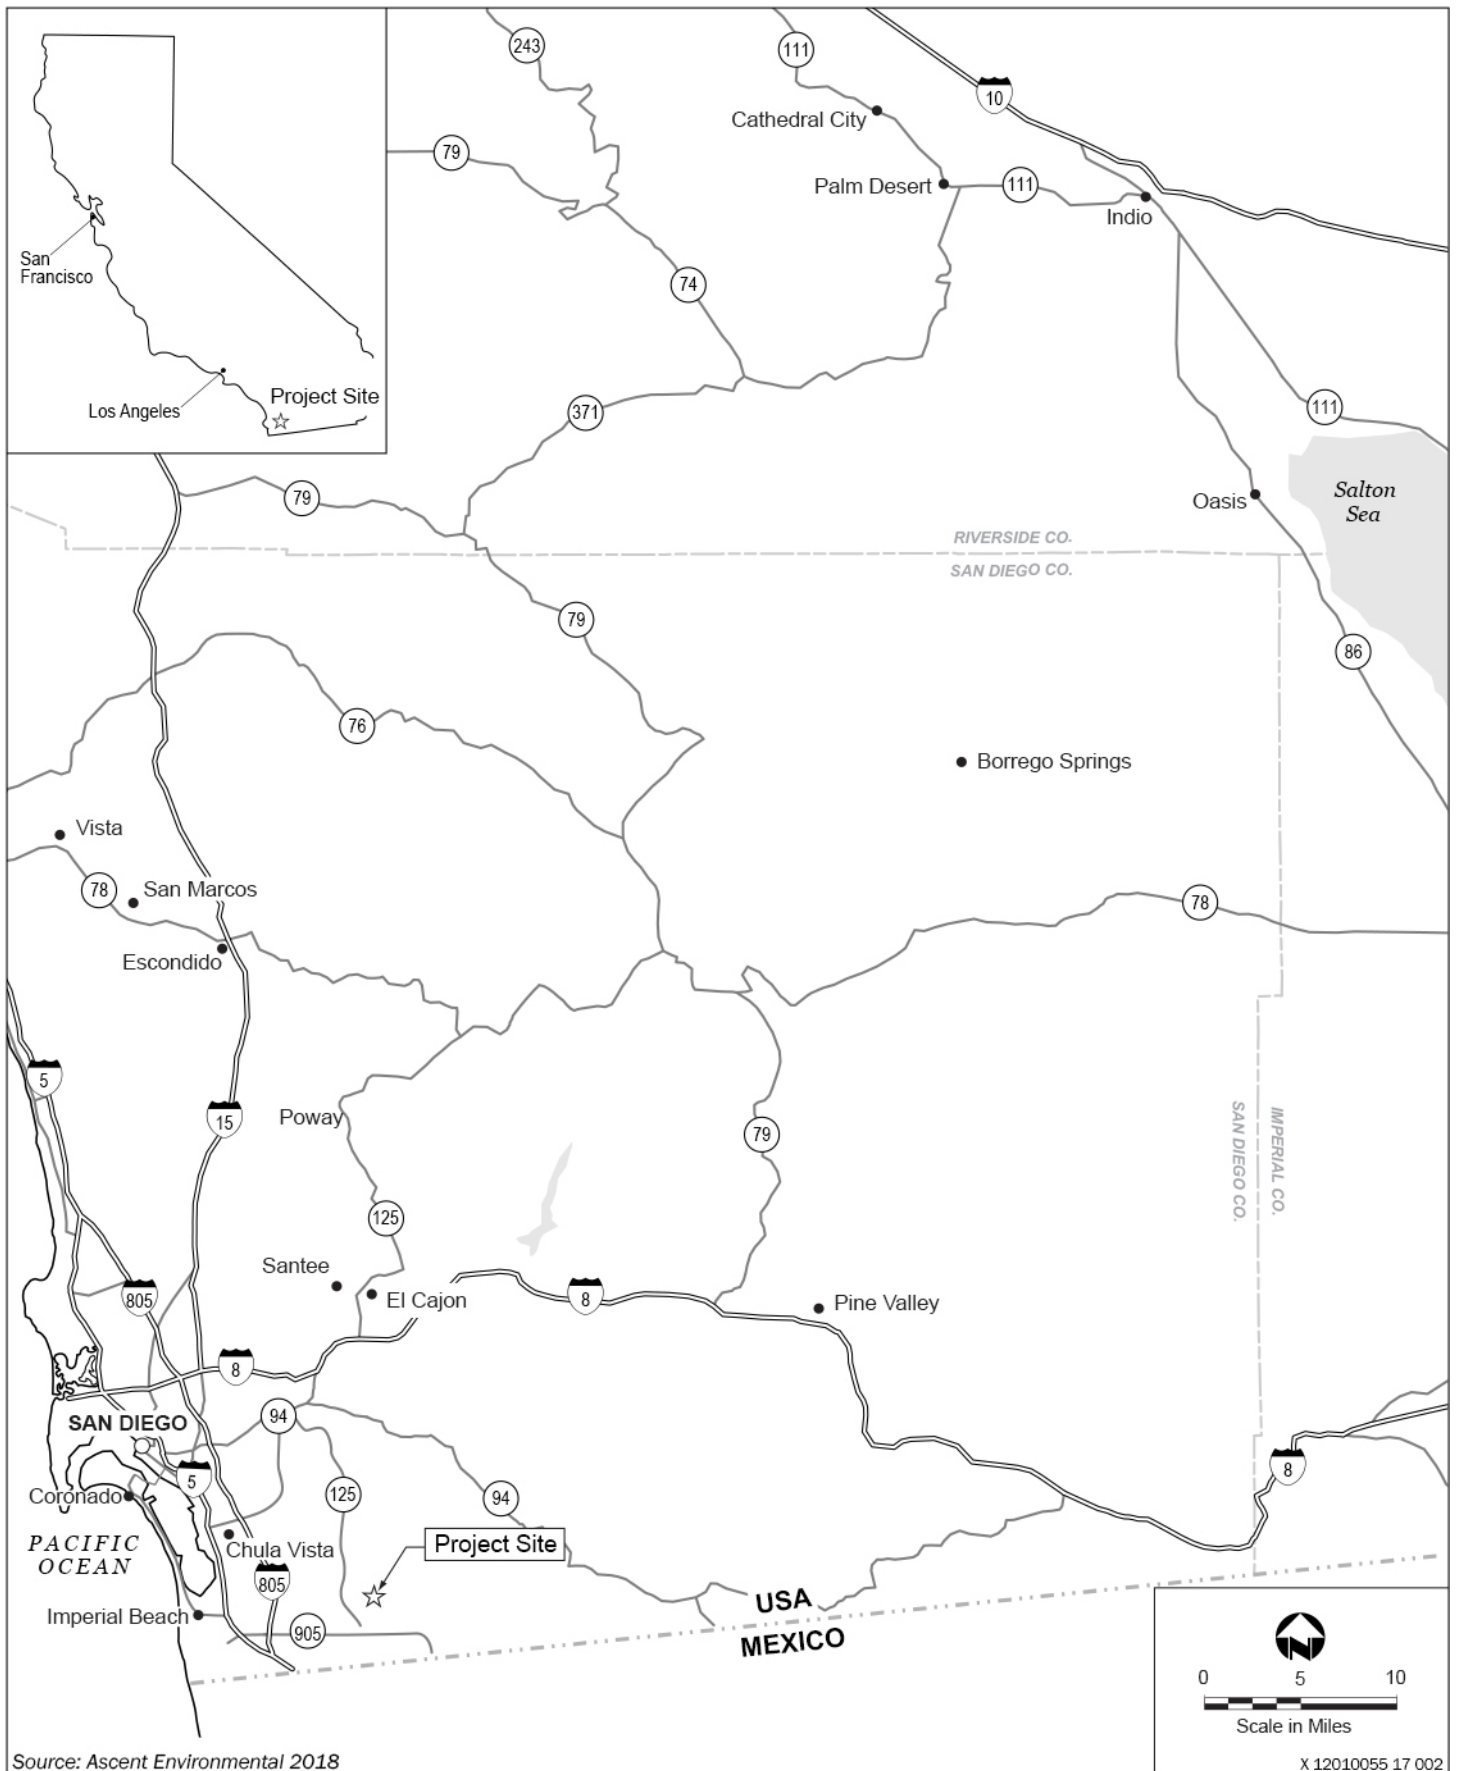 243
111
10
Cathedral City
79
Palm Desert
111
Indio
San
Francisco
74
Los Angeles
Project Site
371
111
79
Oasis
Salton
Sea
RIVERSIDE CO.
SAN DIEGO CO.
79
86
76
Borrego Springs
Vista
78
San Marcos
78
Escondido
5
15
Poway
79
SAN DIEGO CO.
IMPERIAL CO.
125
Santee
El Cajon
805
8
Pine Valley
8
94
SAN DIEGO
5
8
Coronado
125
94
PACIFIC
OCEAN
Chula Vista
Project Site
805
Imperial Beach
905
USA
MEXICO
N
0 5 10
Scale in Miles
Source: Ascent Environmental 2018
X 12010055 17 002